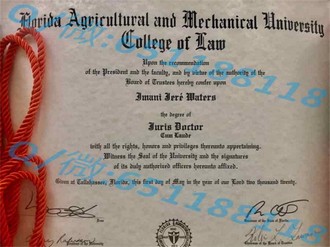 Florida Agricultural and Mechanical University
College of Law
Upon the recommendation
of the President and the faculty, and by virtue of the authority of the
Board of Trustees hereby confer upon
Imani Jeré Waters
the degree of
Juris Doctor
Cum Laude
with all the rights, honors and privileges thereunto appertaining.
Witness the Seal of the University and the signatures
of its duly authorized officers hereunto affixed.
Given at Tallahassee, Florida, this first day of May in the year of our Lord two thousand twenty.
Q/微:631188118